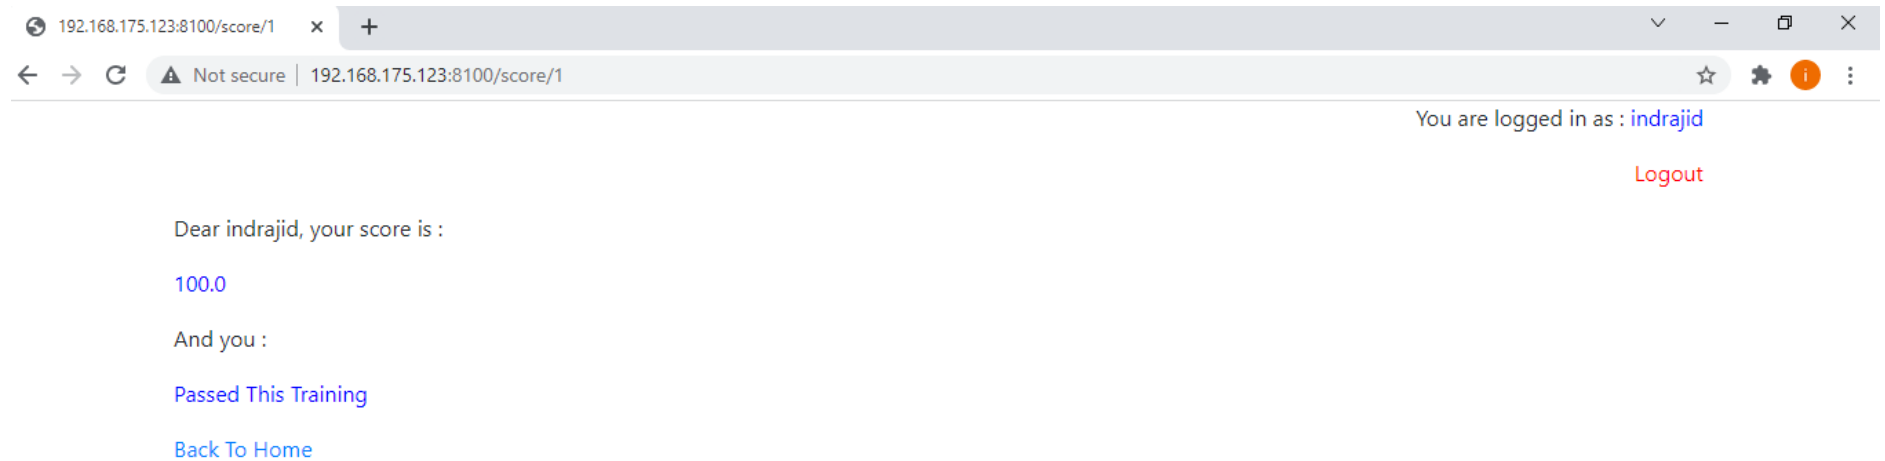 192.168.175.123:8100/score/1
Not secure 192.168.175.123:8100/score/1
i
You are logged in as : indrajid
Logout
Dear indrajid, your score is :
100.0
And you :
Passed This Training
Back To Home